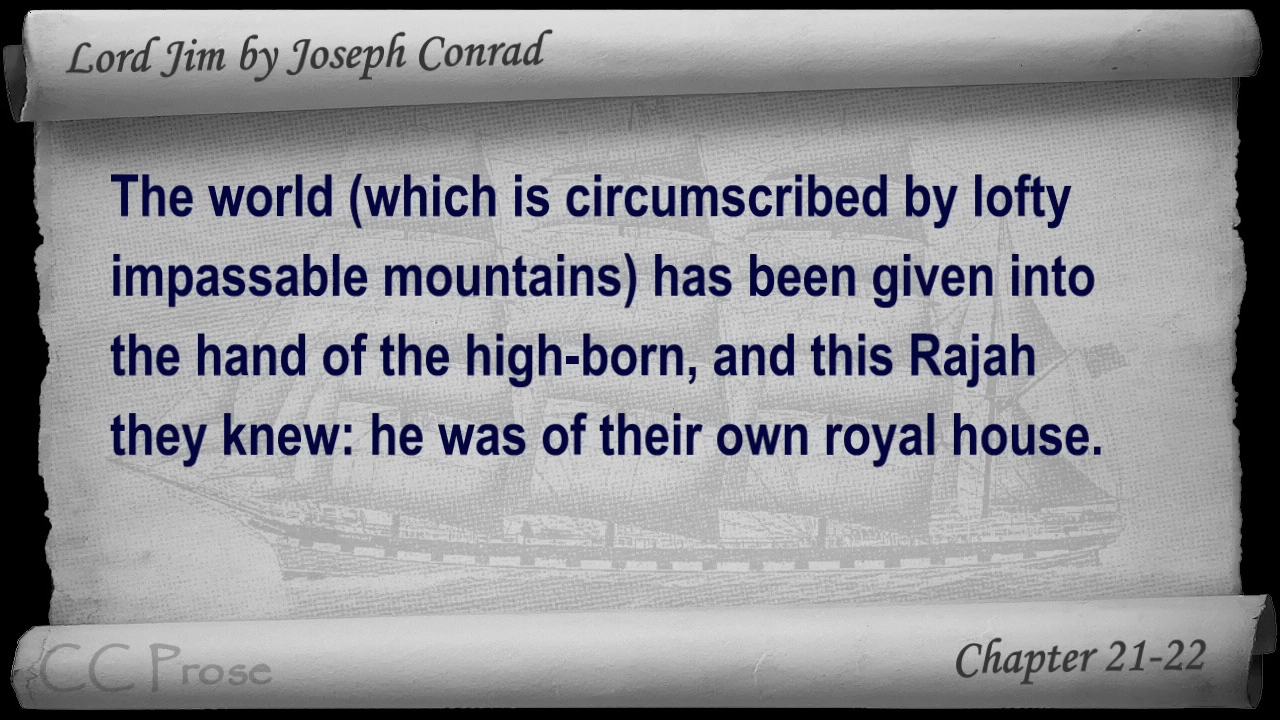 Lord Jim by Joseph Conrad
The world (which is circumscribed by lofty
impassable mountains) has been given into
the hand of the high-born, and this Rajah
they knew: he was of their own royal house.
CC Prose
Chapter 21-22